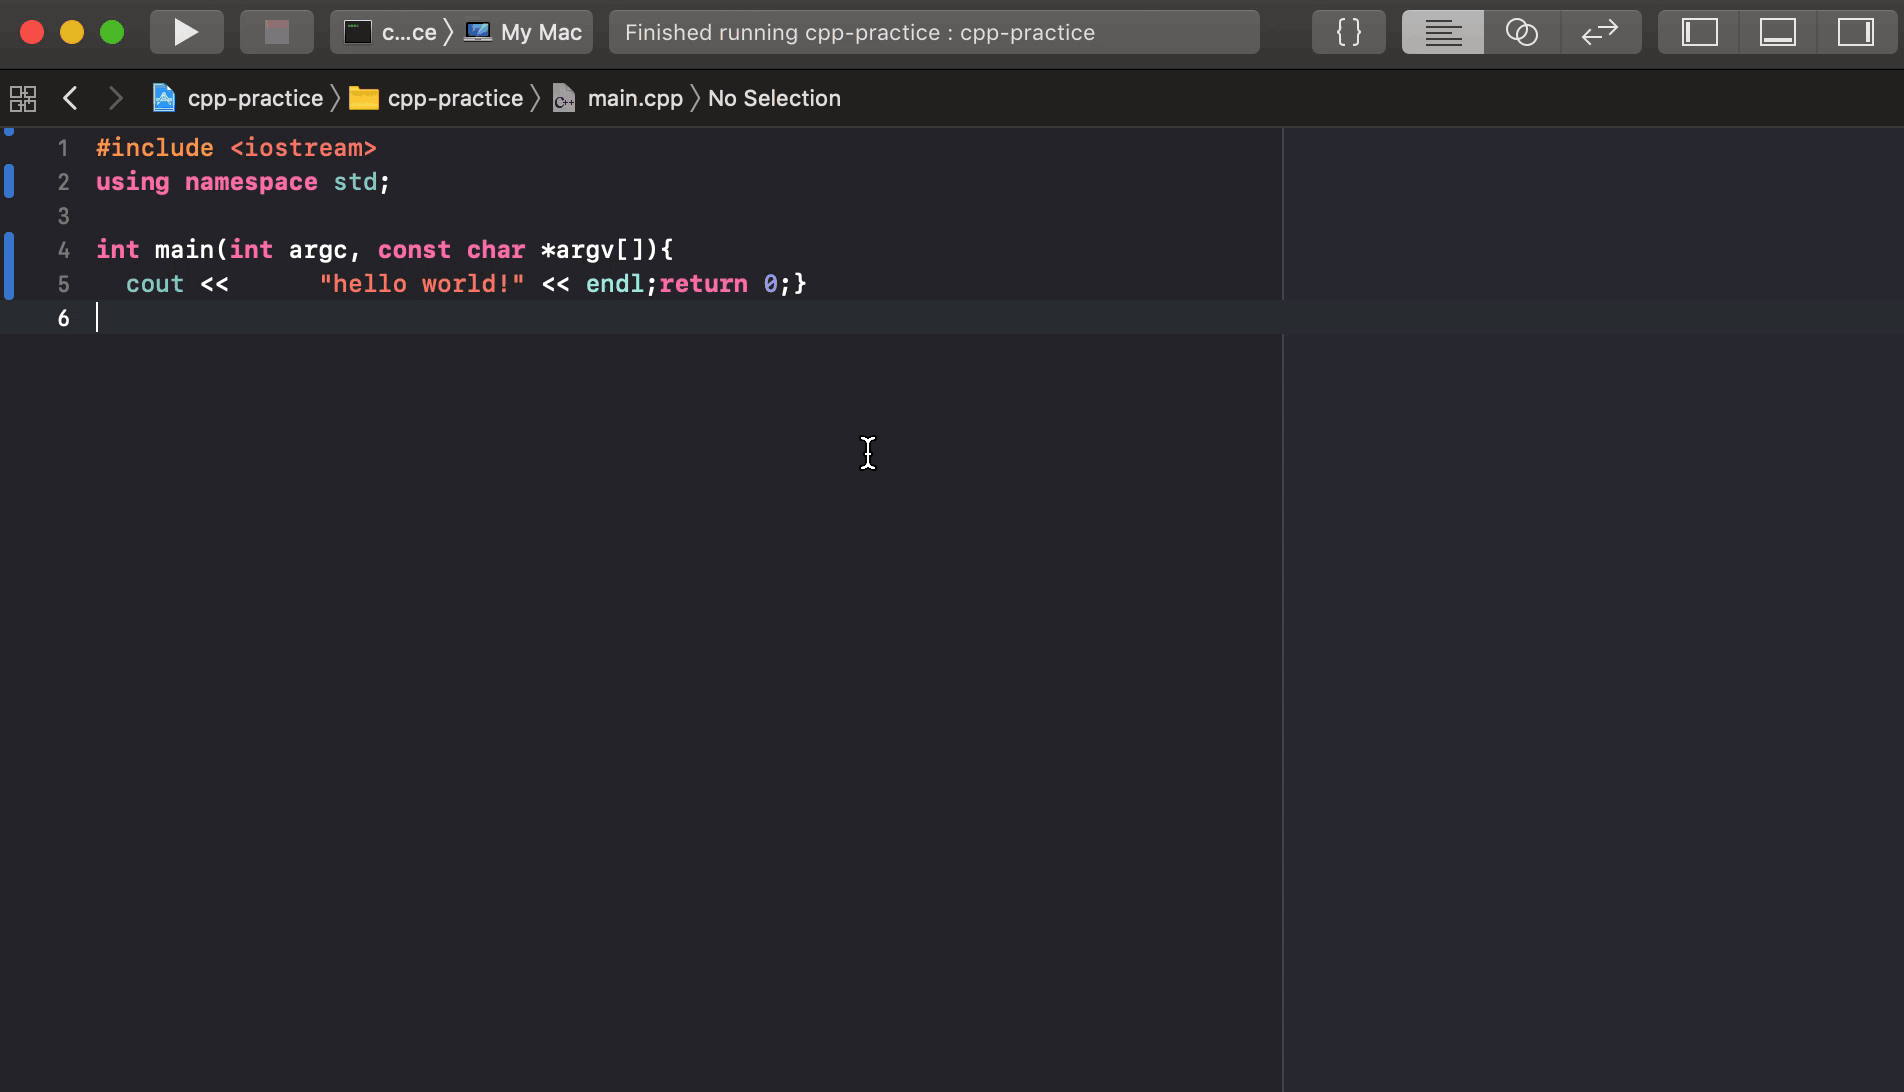 c...ce 〉 My Mac Finished running cpp-practice : cpp-practice {}
cpp-practice 〉 cpp-practice 〉 C++ main.cpp 〉 No Selection
1 #include <iostream>
2 using namespace std;
3
4 int main(int argc, const char *argv[]){
5   cout <<      "hello world!" << endl;return 0;}
6